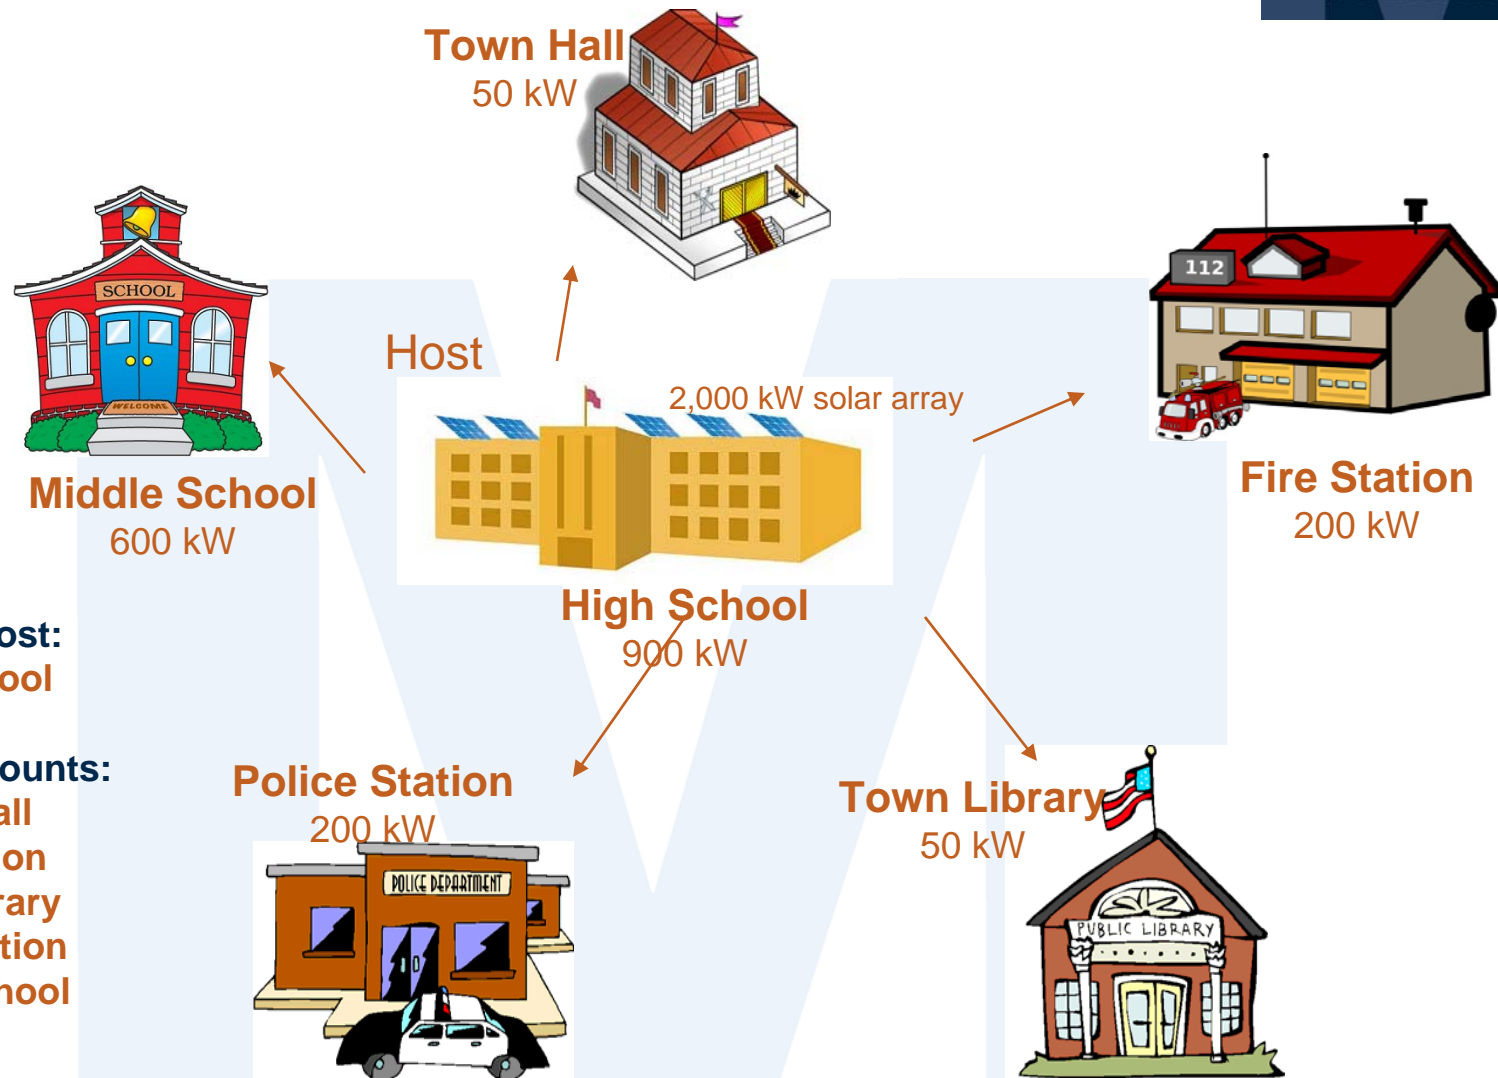 Town Hall
50 kW
112
SCHOOL
WELCOME
Host
2,000 kW solar array
Middle School
600 kW
Fire Station
200 kW
High School
900 kW
ost:
ool
ounts:
all
on
rary
tion
hool
Police Station
200 kW
POLICE DEPARTMENT
Town Library
50 kW
PUBLIC LIBRARY